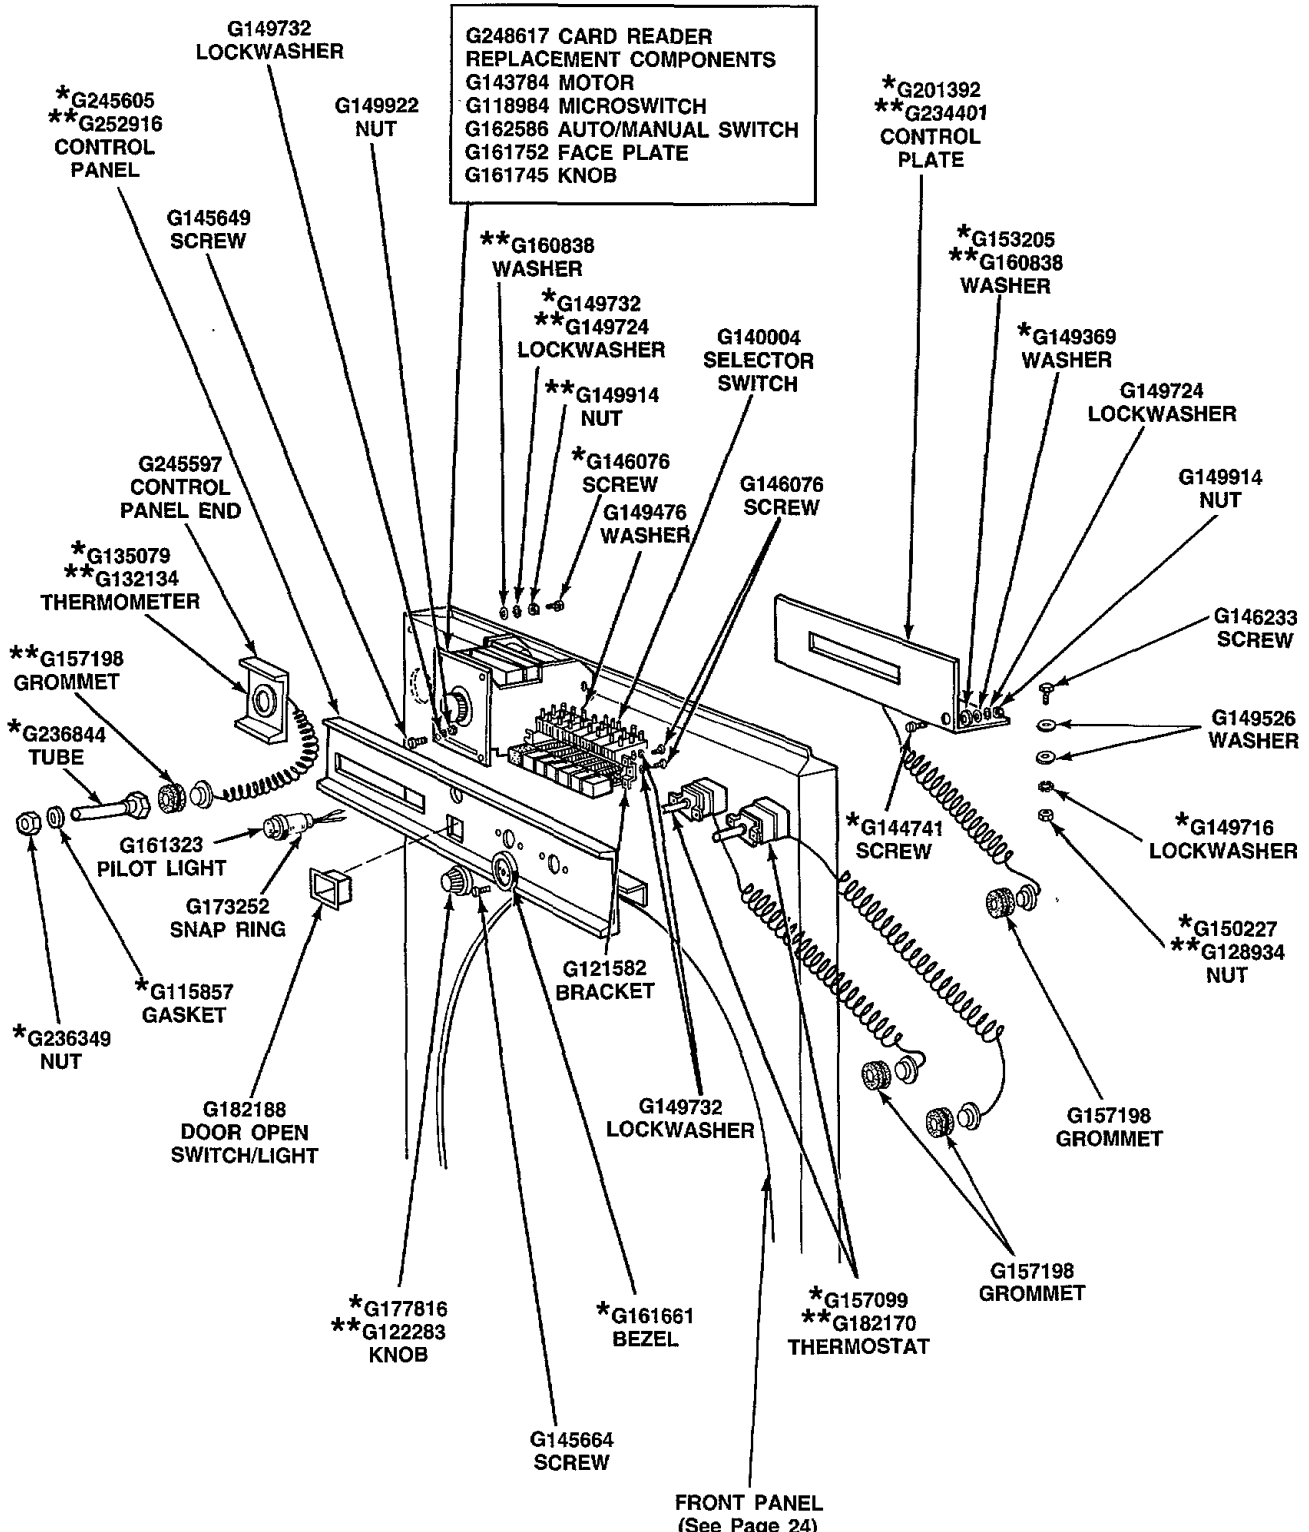 G149732
LOCKWASHER
G248617 CARD READER
REPLACEMENT COMPONENTS
G143784 MOTOR
G118984 MICROSWITCH
G162586 AUTO/MANUAL SWITCH
G161752 FACE PLATE
G161745 KNOB
*G245605
**G252916
CONTROL
PANEL
G149922
NUT
*G201392
**G234401
CONTROL
PLATE
G145649
SCREW
**G160838
WASHER
*G153205
**G160838
WASHER
*G149732
**G149724
LOCKWASHER
G140004
SELECTOR
SWITCH
*G149369
WASHER
**G149914
NUT
G149724
LOCKWASHER
G245597
CONTROL
PANEL END
*G146076
SCREW
G149476
WASHER
G146076
SCREW
G149914
NUT
*G135079
**G132134
THERMOMETER
G146233
SCREW
**G157198
GROMMET
G149526
WASHER
*G236844
TUBE
G161323
PILOT LIGHT
*G144741
SCREW
*G149716
LOCKWASHER
G173252
SNAP RING
*G150227
**G128934
NUT
G121582
BRACKET
*G115857
GASKET
*G236349
NUT
G182188
DOOR OPEN
SWITCH/LIGHT
G149732
LOCKWASHER
G157198
GROMMET
G157198
GROMMET
*G177816
**G122283
KNOB
*G161661
BEZEL
*G157099
**G182170
THERMOSTAT
G145664
SCREW
FRONT PANEL
(See Page 24)